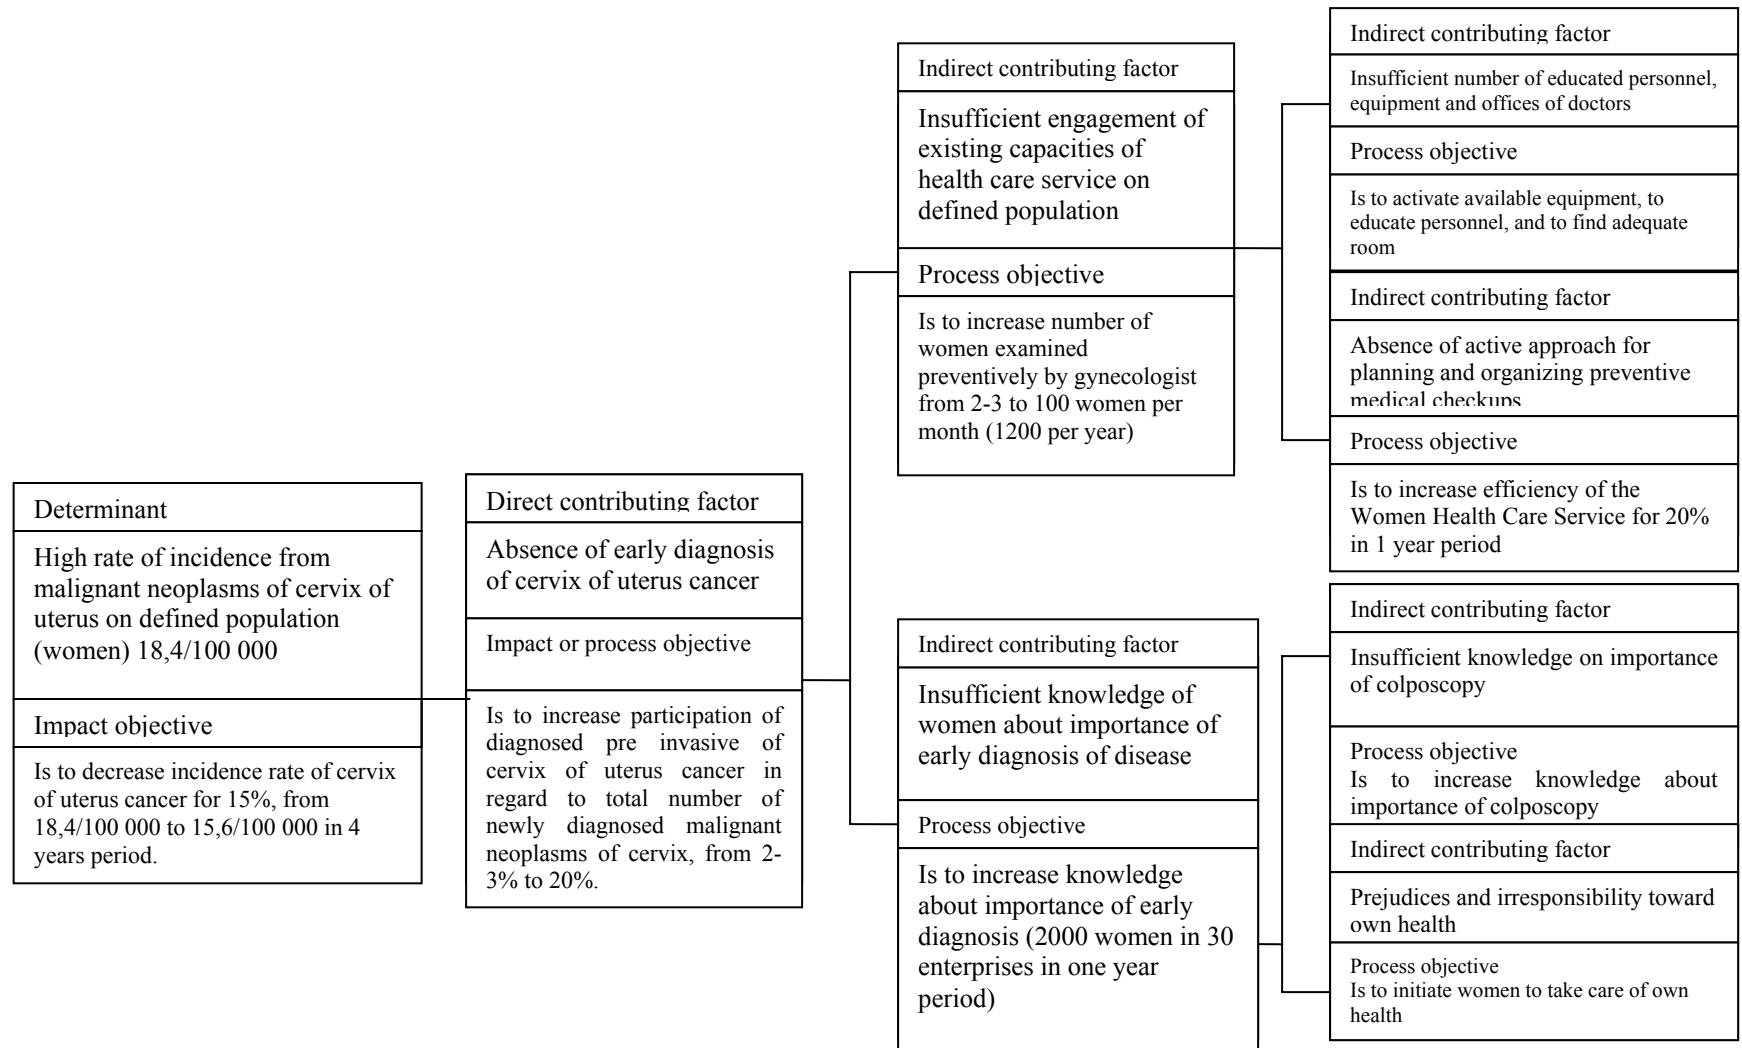 Determinant
High rate of incidence from
malignant neoplasms of cervix of
uterus on defined population
(women) 18,4/100 000
Impact objective
Is to decrease incidence rate of cervix
of uterus cancer for 15%, from
18,4/100 000 to 15,6/100 000 in 4
years period.
Direct contributing factor
Absence of early diagnosis
of cervix of uterus cancer
Impact or process objective
Is to increase participation of
diagnosed pre invasive of
cervix of uterus cancer in
regard to total number of
newly diagnosed malignant
neoplasms of cervix, from 2-
3% to 20%.
Indirect contributing factor
Insufficient engagement of
existing capacities of
health care service on
defined population
Process objective
Is to increase number of
women examined
preventively by gynecologist
from 2-3 to 100 women per
month (1200 per year)
Indirect contributing factor
Insufficient knowledge of
women about importance of
early diagnosis of disease
Process objective
Is to increase knowledge
about importance of early
diagnosis (2000 women in 30
enterprises in one year
period)
Indirect contributing factor
Insufficient number of educated personnel,
equipment and offices of doctors
Process objective
Is to activate available equipment, to
educate personnel, and to find adequate
room
Indirect contributing factor
Absence of active approach for
planning and organizing preventive
medical checkups
Process objective
Is to increase efficiency of the
Women Health Care Service for 20%
in 1 year period
Indirect contributing factor
Insufficient knowledge on importance
of colposcopy
Process objective
Is to increase knowledge about
importance of colposcopy
Indirect contributing factor
Prejudices and irresponsibility toward
own health
Process objective
Is to initiate women to take care of own
health